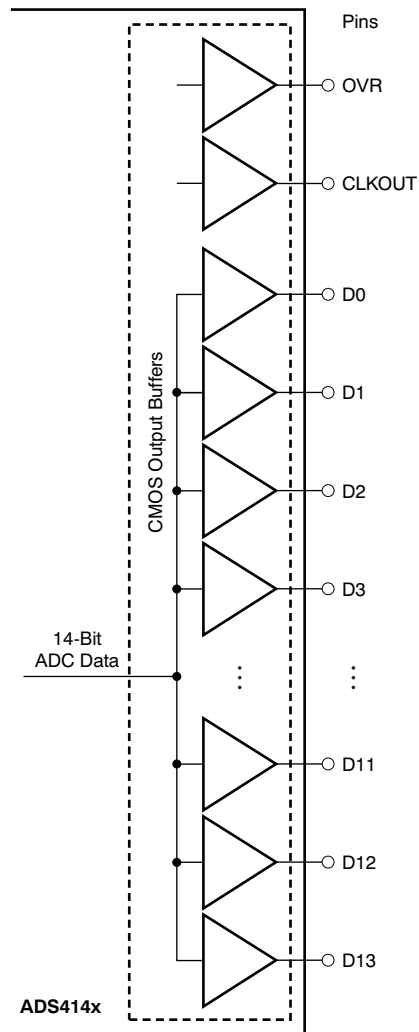 Pins
OVR
CLKOUT
D0
CMOS Output Buffers
D1
D2
D3
14-Bit
ADC Data
D11
D12
D13
ADS414x